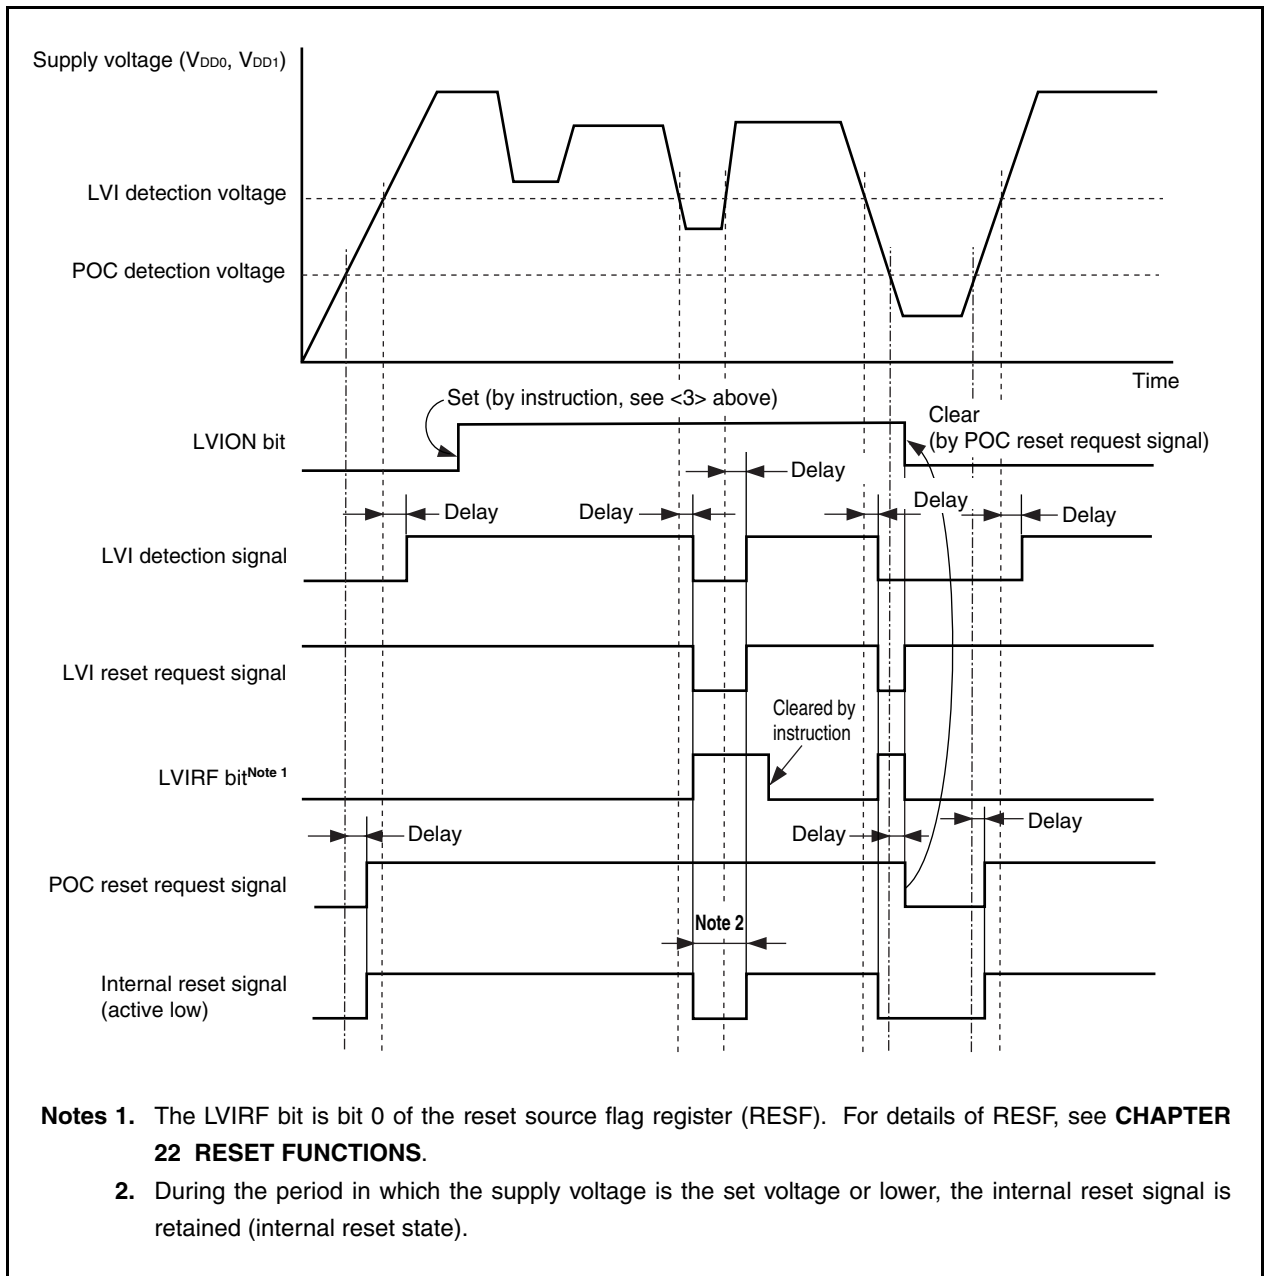 Supply voltage (VDD0, VDD1)
LVI detection voltage
POC detection voltage
Time
Set (by instruction, see <3> above)
Clear
(by POC reset request signal)
LVION bit
Delay
Delay
Delay
Delay
Delay
LVI detection signal
LVI reset request signal
Cleared by
instruction
LVIRF bitNote 1
Delay
Delay
Delay
POC reset request signal
Note 2
Internal reset signal
(active low)
Notes 1. The LVIRF bit is bit 0 of the reset source flag register (RESF). For details of RESF, see CHAPTER
22 RESET FUNCTIONS.
2. During the period in which the supply voltage is the set voltage or lower, the internal reset signal is
retained (internal reset state).